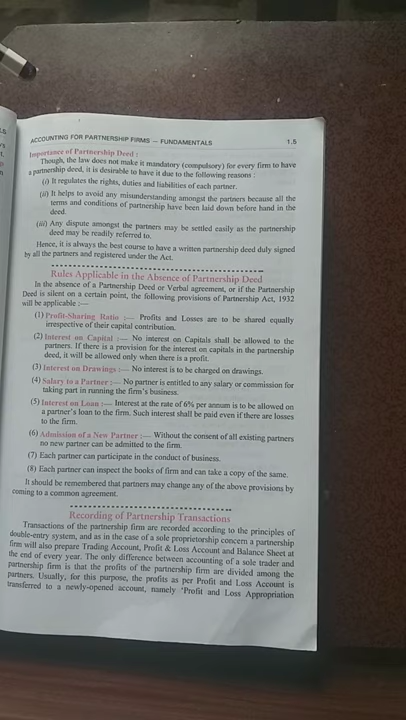 ACCOUNTING FOR PARTNERSHIP FIRMS — FUNDAMENTALS 1.5
Importance of Partnership Deed :
Though, the law does not make it mandatory (compulsory) for every firm to have
a partnership deed, it is desirable to have it due to the following reasons :
(i) It regulates the rights, duties and liabilities of each partner.
(ii) It helps to avoid any misunderstanding amongst the partners because all the
terms and conditions of partnership have been laid down before hand in the
deed.
(iii) Any dispute amongst the partners may be settled easily as the partnership
deed may be readily referred to.
Hence, it is always the best course to have a written partnership deed duly signed
by all the partners and registered under the Act.
Rules Applicable in the Absence of Partnership Deed
In the absence of a Partnership Deed or Verbal agreement, or if the Partnership
Deed is silent on a certain point, the following provisions of Partnership Act, 1932
will be applicable :—
(1) Profit-Sharing Ratio :— Profits and Losses are to be shared equally
irrespective of their capital contribution.
(2) Interest on Capital :— No interest on Capitals shall be allowed to the
partners. If there is a provision for the interest on capitals in the partnership
deed, it will be allowed only when there is a profit.
(3) Interest on Drawings :— No interest is to be charged on drawings.
(4) Salary to a Partner :— No partner is entitled to any salary or commission for
taking part in running the firm's business.
(5) Interest on Loan :— Interest at the rate of 6% per annum is to be allowed on
a partner's loan to the firm. Such interest shall be paid even if there are losses
to the firm.
(6) Admission of a New Partner :— Without the consent of all existing partners
no new partner can be admitted to the firm.
(7) Each partner can participate in the conduct of business.
(8) Each partner can inspect the books of firm and can take a copy of the same.
It should be remembered that partners may change any of the above provisions by
coming to a common agreement.
Recording of Partnership Transactions
Transactions of the partnership firm are recorded according to the principles of
double-entry system, and as in the case of a sole proprietorship concern a partnership
firm will also prepare Trading Account, Profit & Loss Account and Balance Sheet at
the end of every year. The only difference between accounting of a sole trader and
partnership firm is that the profits of the partnership firm are divided among the
partners. Usually, for this purpose, the profits as per Profit and Loss Account is
transferred to a newly-opened account, namely 'Profit and Loss Appropriation